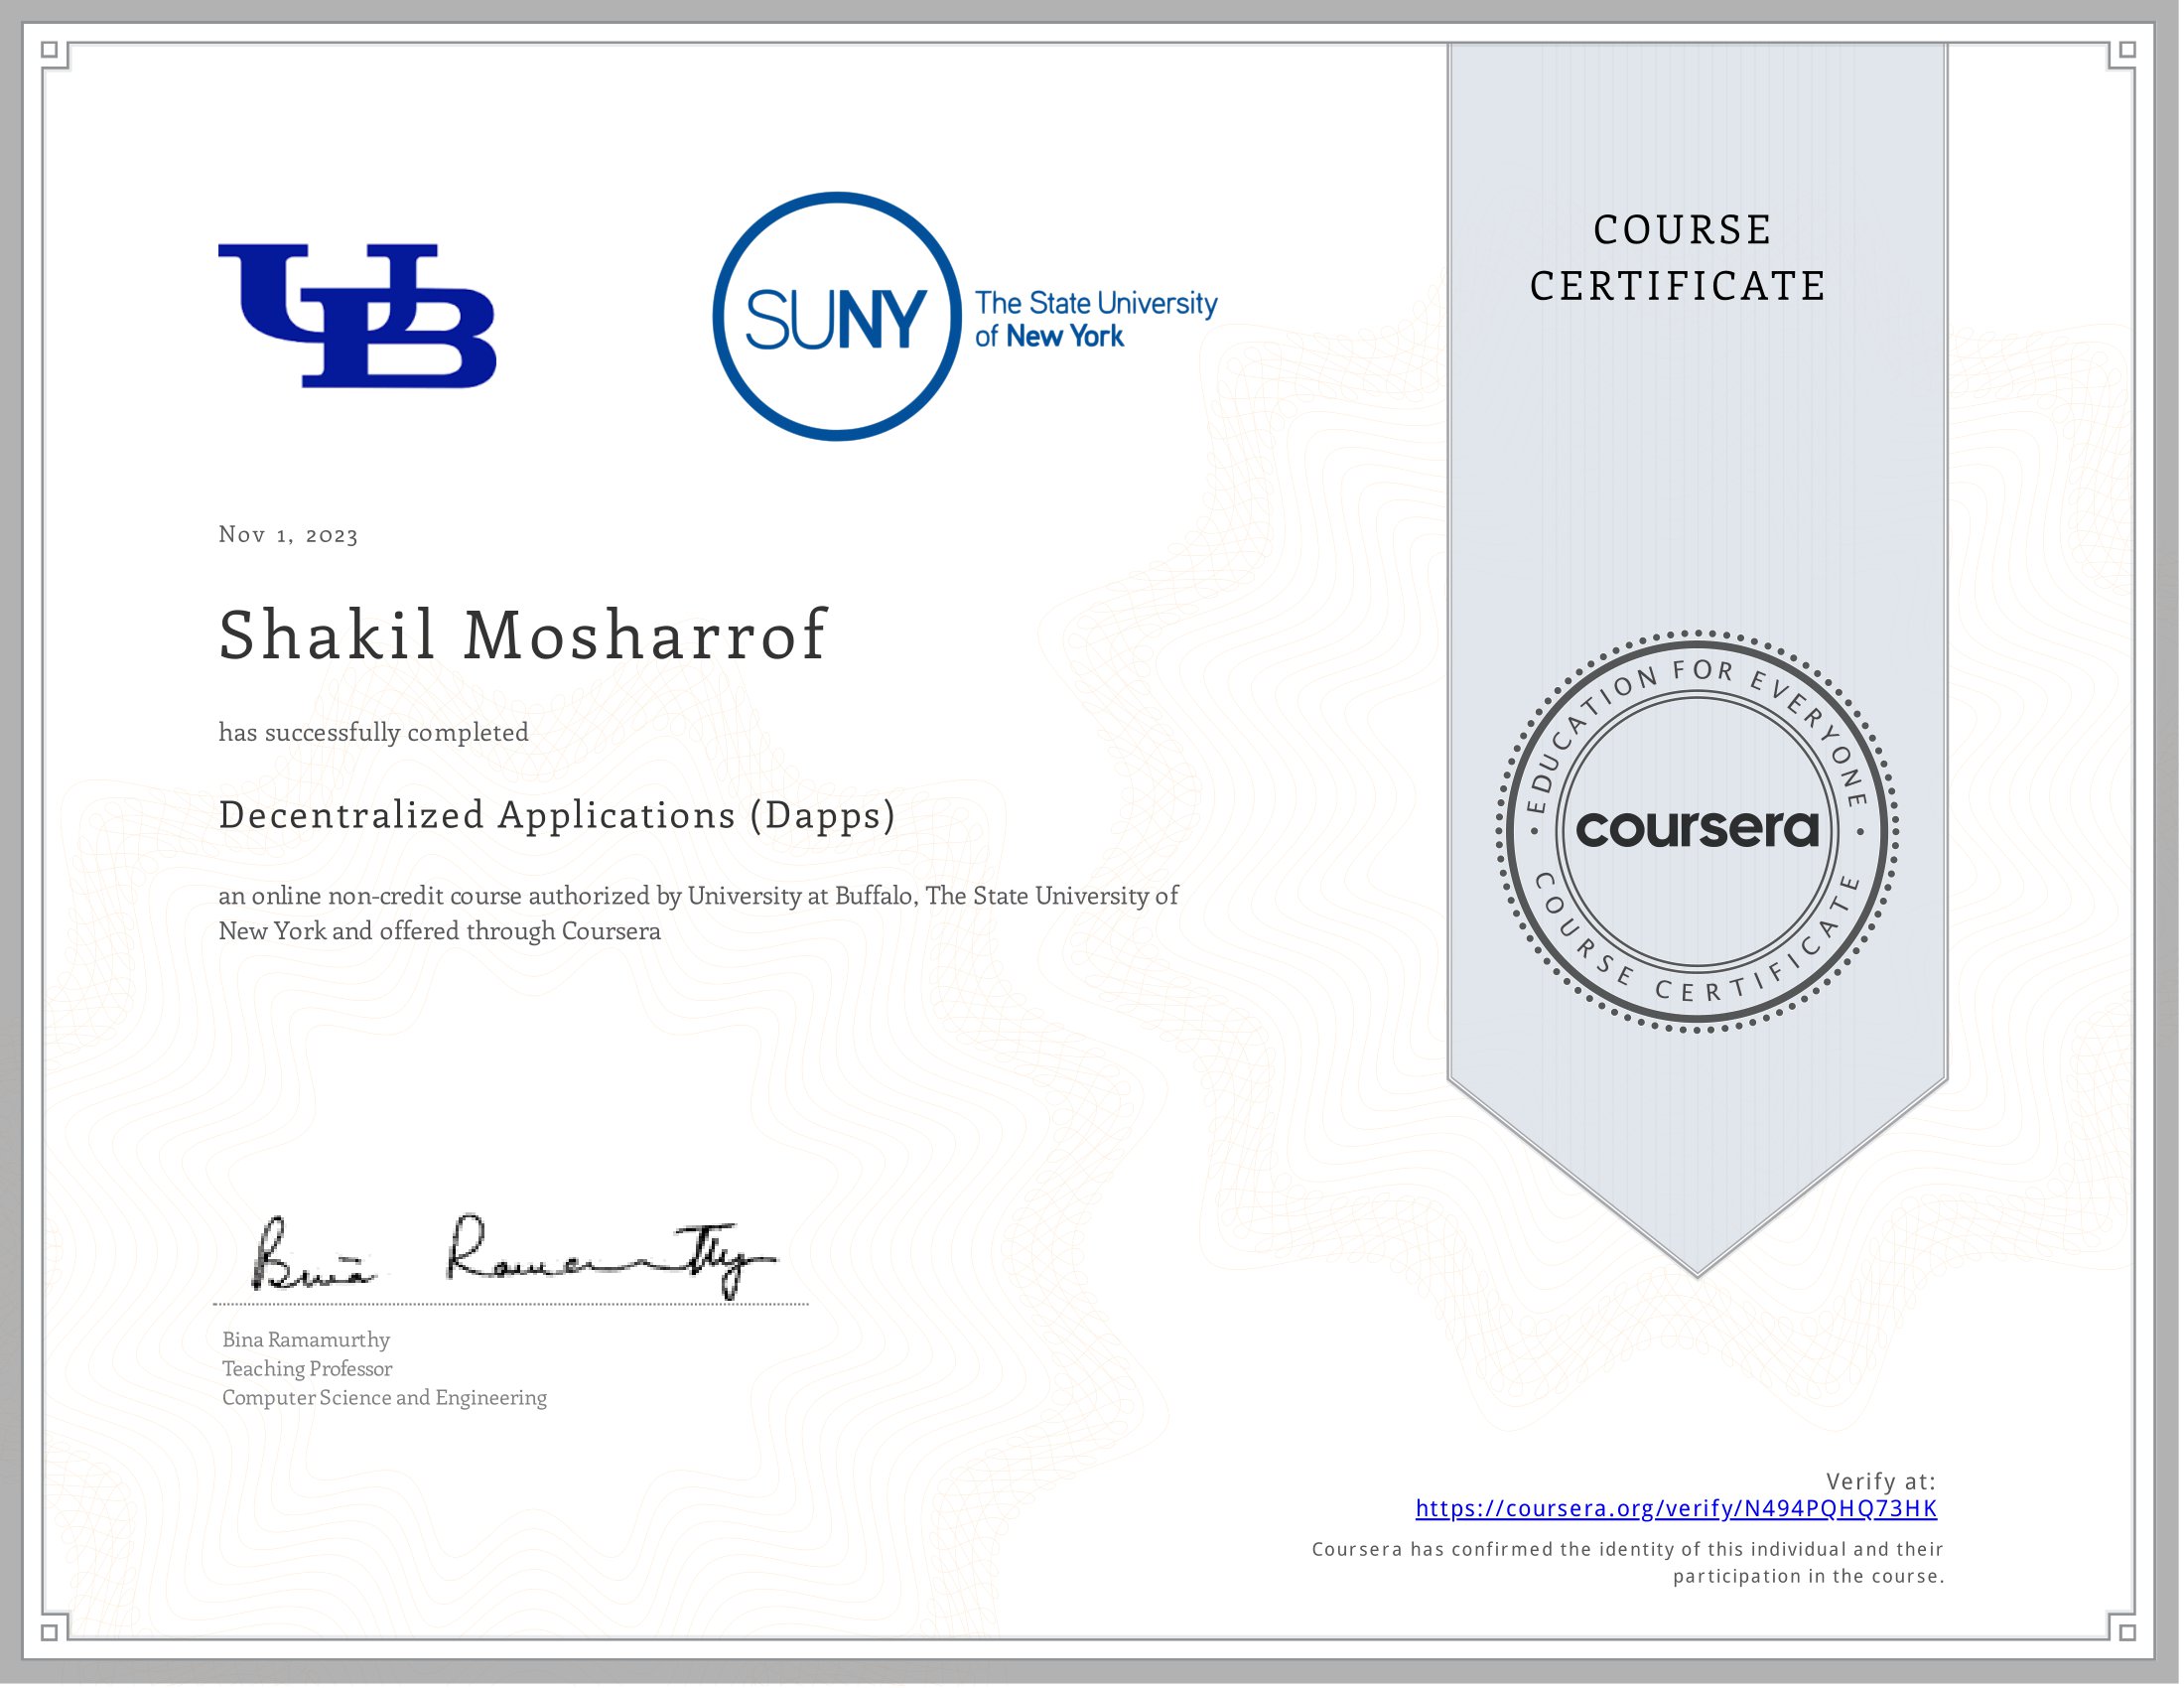 UB
SUNY
The State University
of New York
COURSE
CERTIFICATE
Nov 1, 2023
Shakil Mosharrof
has successfully completed
Decentralized Applications (Dapps)
an online non-credit course authorized by University at Buffalo, The State University of
New York and offered through Coursera
EDUCATION FOR EVERYONE
coursera
COURSE CERTIFICATE
Bina Ramamurthy
Bina Ramamurthy
Teaching Professor
Computer Science and Engineering
Verify at:
https://coursera.org/verify/N494PQHQ73HK
Coursera has confirmed the identity of this individual and their
participation in the course.